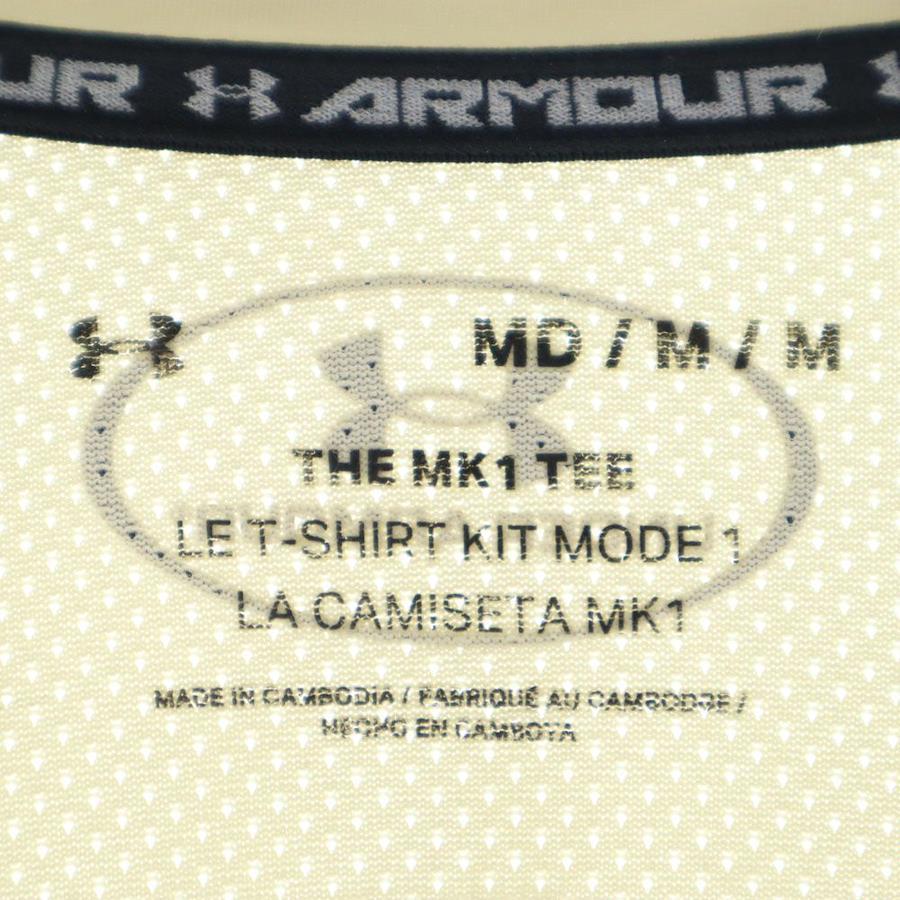 UR ARMOUR
MD / M / M
THE MK1 TEE
LE T-SHIRT KIT MODE 1
LA CAMISETA MK1
MADE IN CAMBODIA / FABRIQUÉ AU CAMBODGE /
HECHO EN CAMBOYA